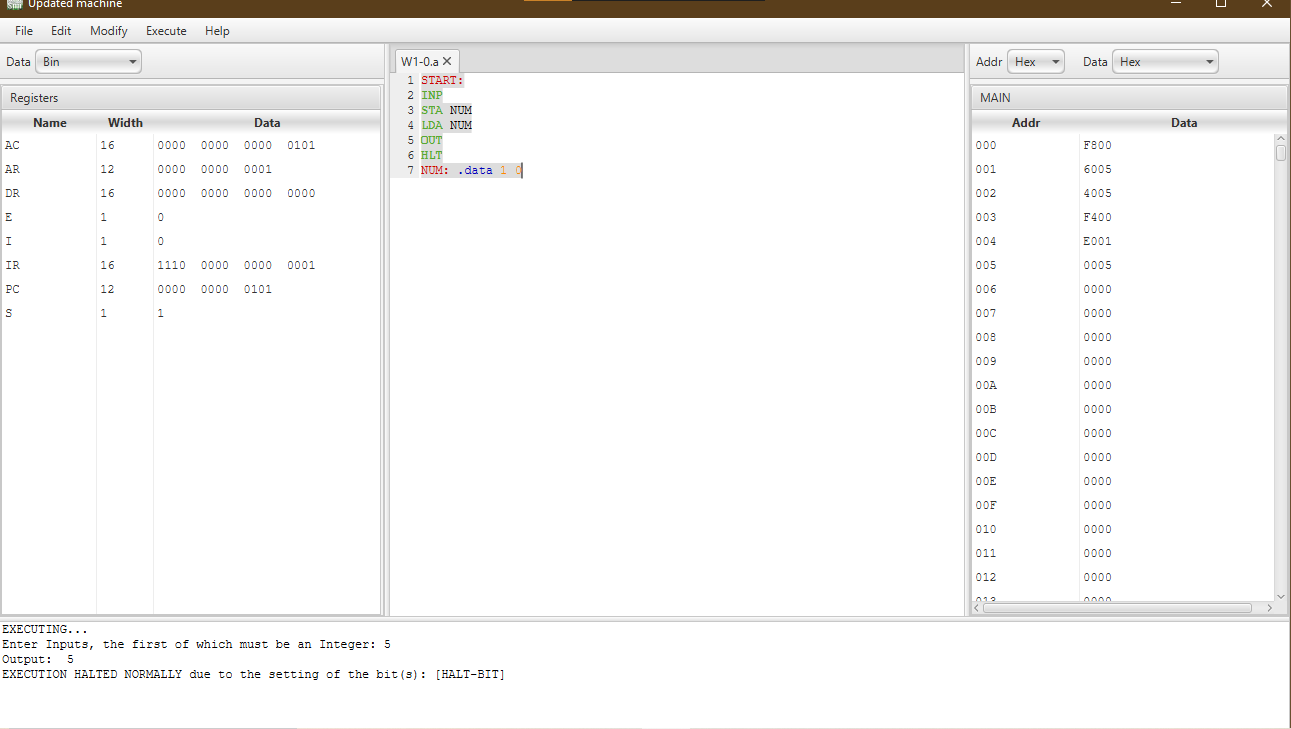 Updated machine
File Edit Modify Execute Help
Data Bin
Registers
Name Width Data
AC 16 0000 0000 0000 0101
AR 12 0000 0000 0001
DR 16 0000 0000 0000 0000
E 1 0
I 1 0
IR 16 1110 0000 0000 0001
PC 12 0000 0000 0101
S 1 1
W1-0.a
1 START:
2 INP
3 STA NUM
4 LDA NUM
5 OUT
6 HLT
7 NUM: .data 1 0
Addr Hex Data Hex
MAIN
Addr Data
000 F800
001 6005
002 4005
003 F400
004 E001
005 0005
006 0000
007 0000
008 0000
009 0000
00A 0000
00B 0000
00C 0000
00D 0000
00E 0000
00F 0000
010 0000
011 0000
012 0000
013 0000
EXECUTING...
Enter Inputs, the first of which must be an Integer: 5
Output: 5
EXECUTION HALTED NORMALLY due to the setting of the bit(s): [HALT-BIT]